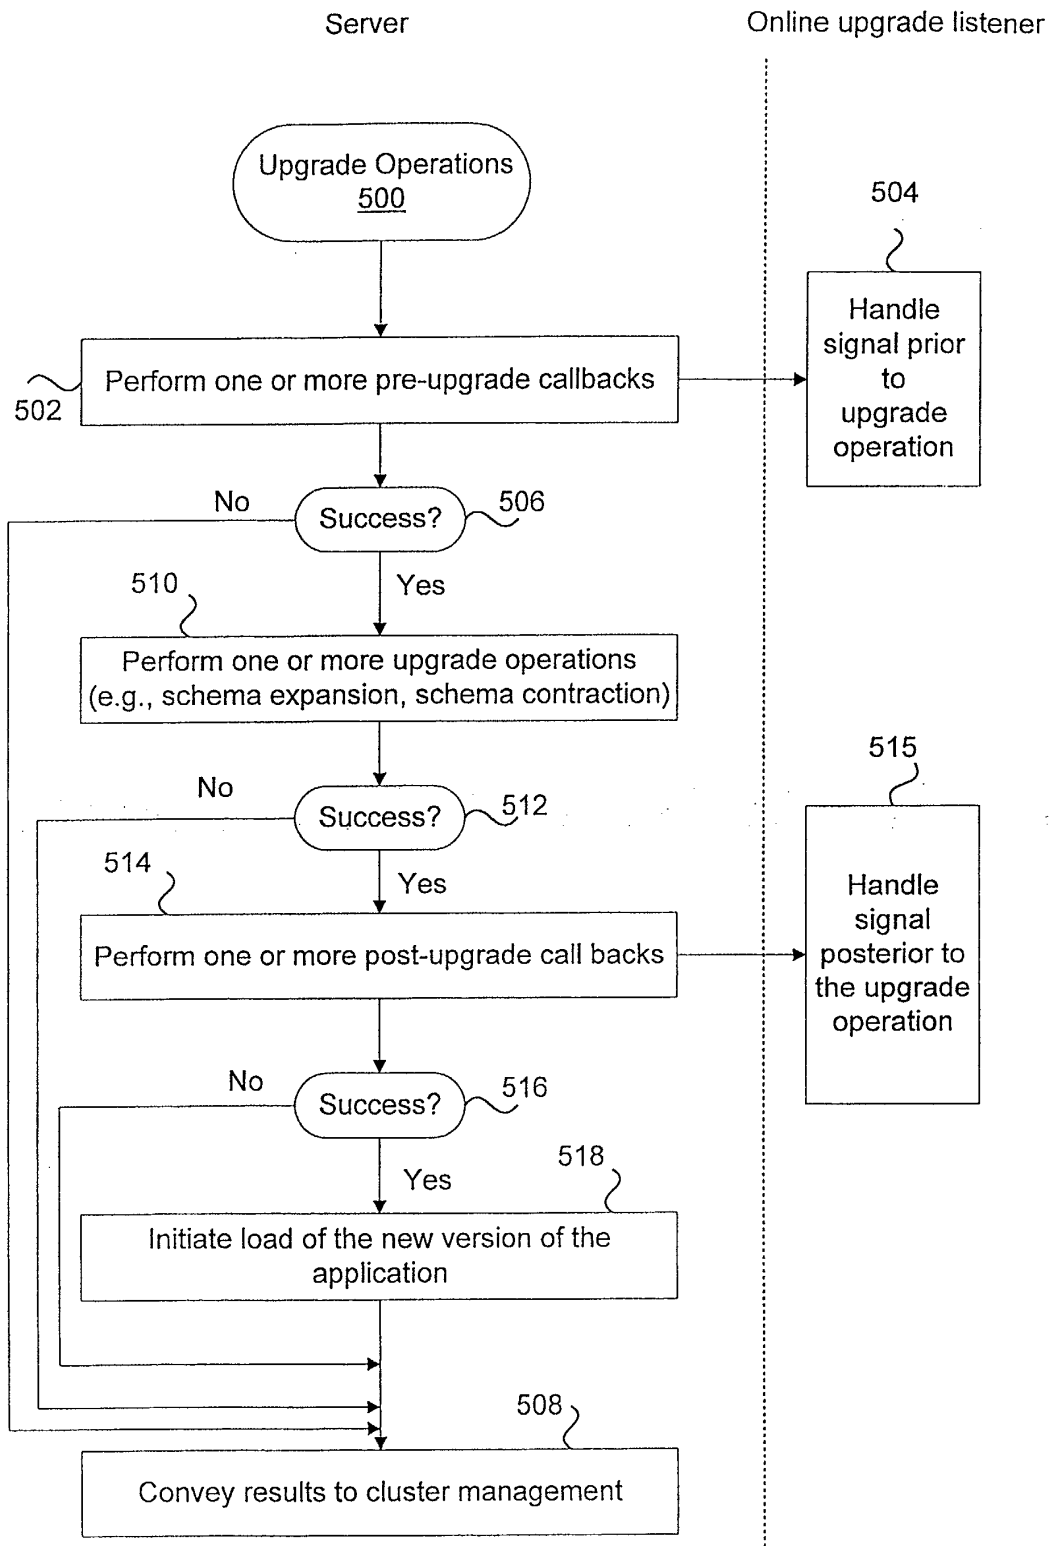 Server
Online upgrade listener
Upgrade Operations
500
504
Handle
signal prior
to
upgrade
operation
Perform one or more pre-upgrade callbacks
502
No
Success?
506
Yes
510
Perform one or more upgrade operations
(e.g., schema expansion, schema contraction)
515
No
Success?
512
514
Yes
Handle
signal
posterior to
the upgrade
operation
Perform one or more post-upgrade call backs
No
Success?
516
518
Yes
Initiate load of the new version of the
application
508
Convey results to cluster management